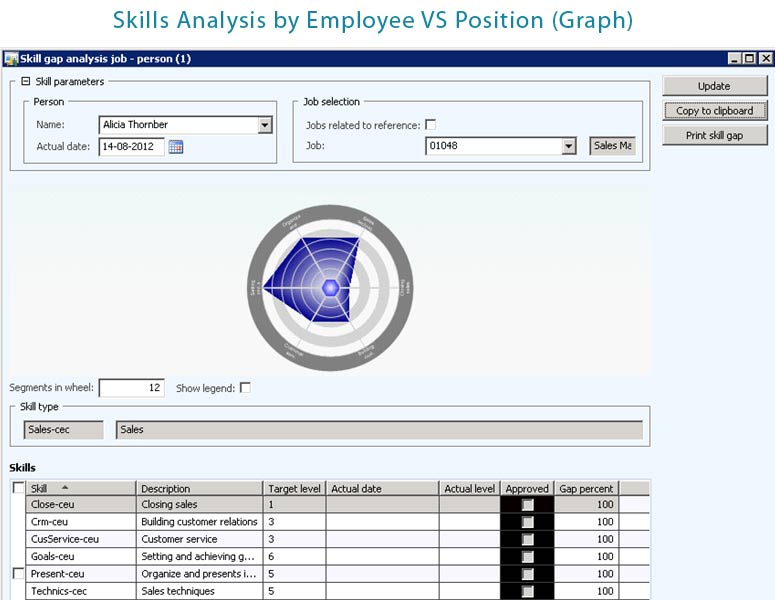 Skills Analysis by Employee VS Position (Graph)
Skill gap analysis job - person (1)
Skill parameters
Person
Name: Alicia Thornber
Actual date: 14-08-2012
Job selection
Jobs related to reference:
Job: 01048 Sales Ma
Update
Copy to clipboard
Print skill gap
Segments in wheel: 12 Show legend:
Skill type
Sales-cec Sales
Skills
Skill Description Target level Actual date Actual level Approved Gap percent
Close-ceu Closing sales 1 100
Crm-ceu Building customer relations 3 100
CusService-ceu Customer service 3 100
Goals-ceu Setting and achieving g... 6 100
Present-ceu Organize and presents i... 5 100
Technics-cec Sales techniques 5 100